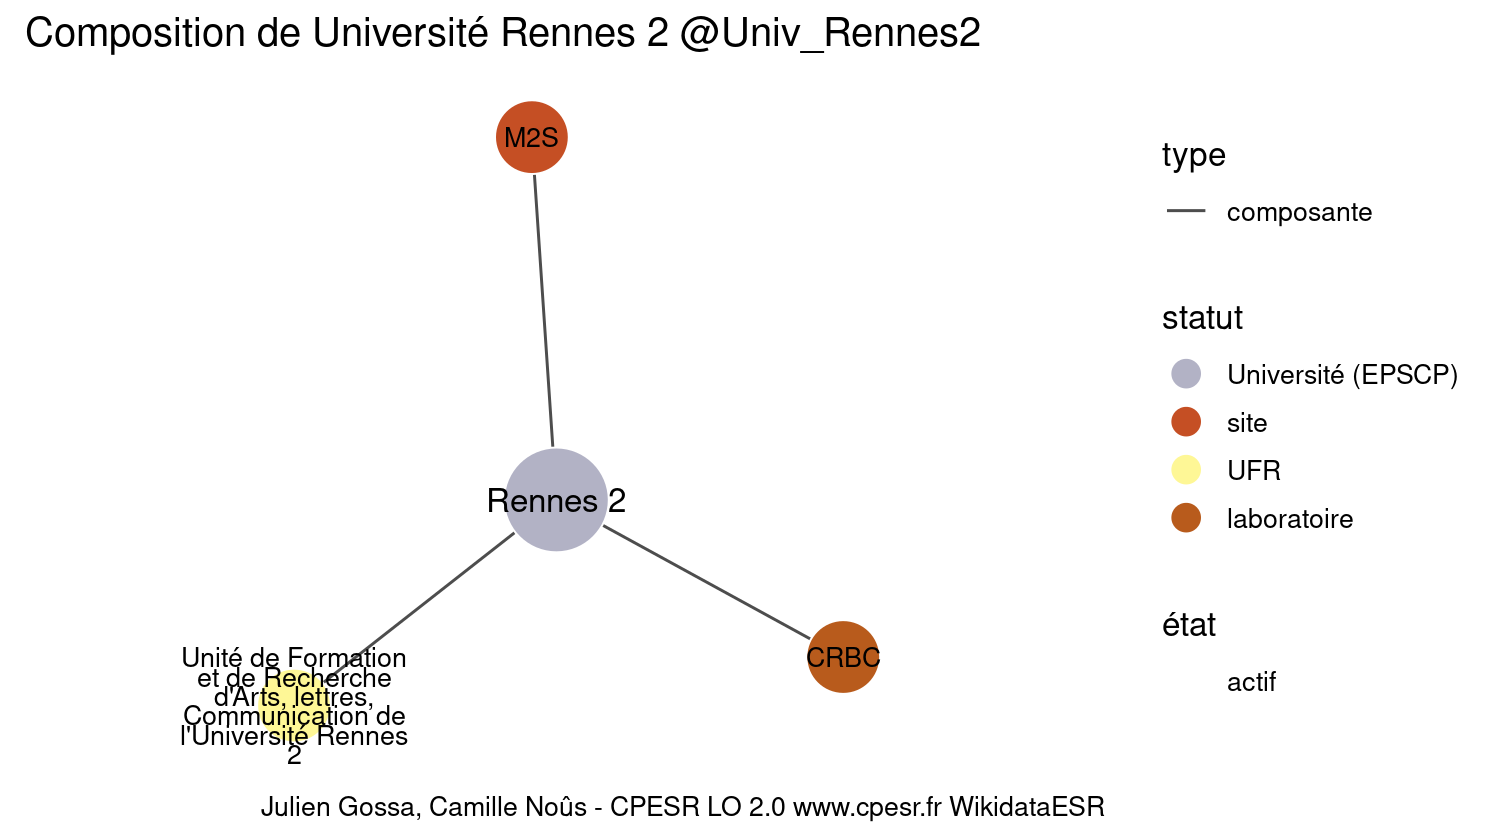 Composition de Université Rennes 2 @Univ_Rennes2
M2S
Rennes 2
CRBC
Unité de Formation
et de Recherche
d'Arts, lettres,
Communication de
l'Université Rennes
2
type
composante
statut
Université (EPSCP)
site
UFR
laboratoire
état
actif
Julien Gossa, Camille Noûs - CPESR LO 2.0 www.cpesr.fr WikidataESR